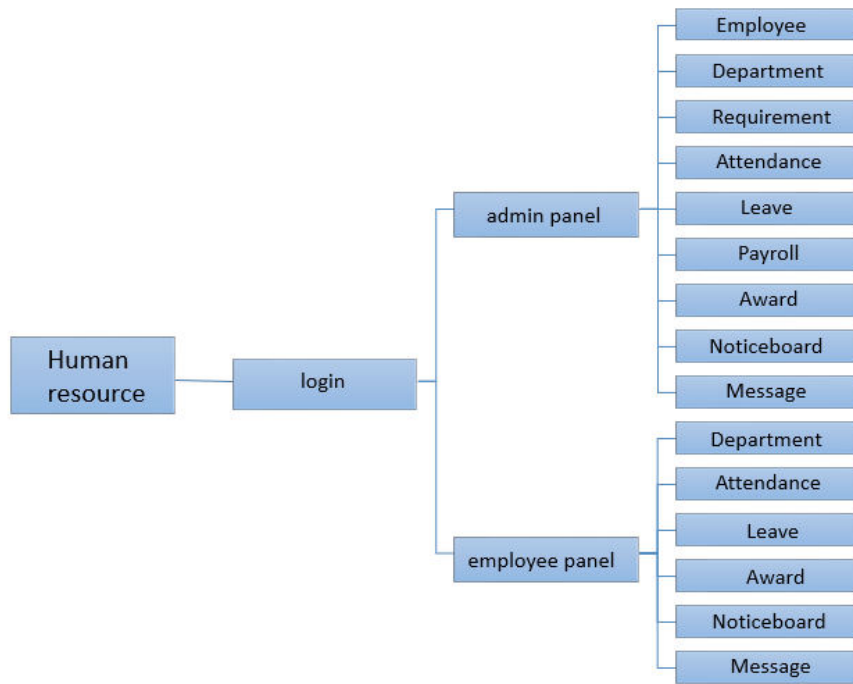 Human
resource
login
admin panel
Employee
Department
Requirement
Attendance
Leave
Payroll
Award
Noticeboard
Message
employee panel
Department
Attendance
Leave
Award
Noticeboard
Message